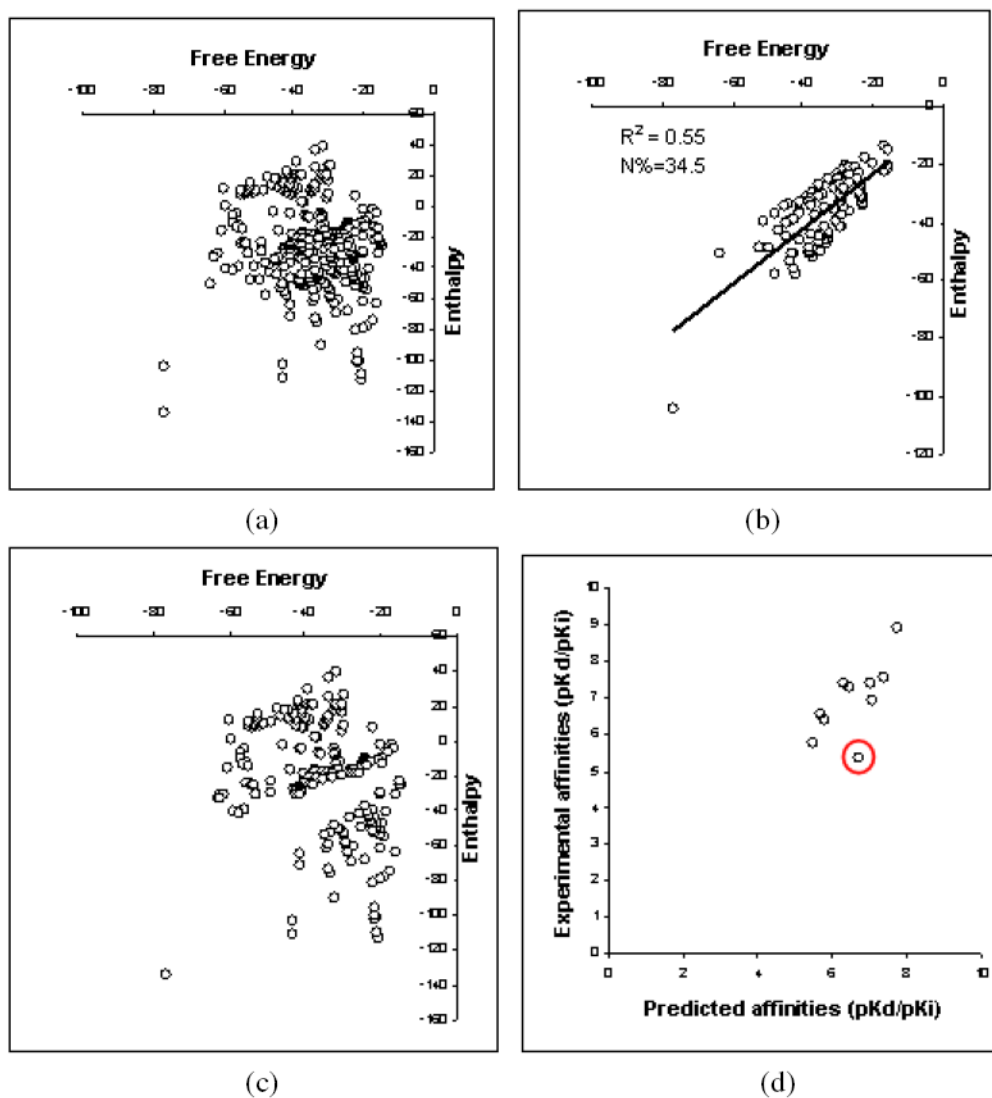 Free Energy
-100 -80 -60 -40 -20 0
60
40
20
0
-20
-40
-60
-80
-100
-120
-140
-160
Enthalpy
(a)
Free Energy
-100 -80 -60 -40 -20 0
0
-20
-40
-60
-80
-100
-120
R² = 0.55
N%=34.5
Enthalpy
(b)
Free Energy
-100 -80 -60 -40 -20 0
60
40
20
0
-20
-40
-60
-80
-100
-120
-140
-160
Enthalpy
(c)
Experimental affinities (pKd/pKi)
10
9
8
7
6
5
4
3
2
1
0
0 2 4 6 8 10
Predicted affinities (pKd/pKi)
(d)